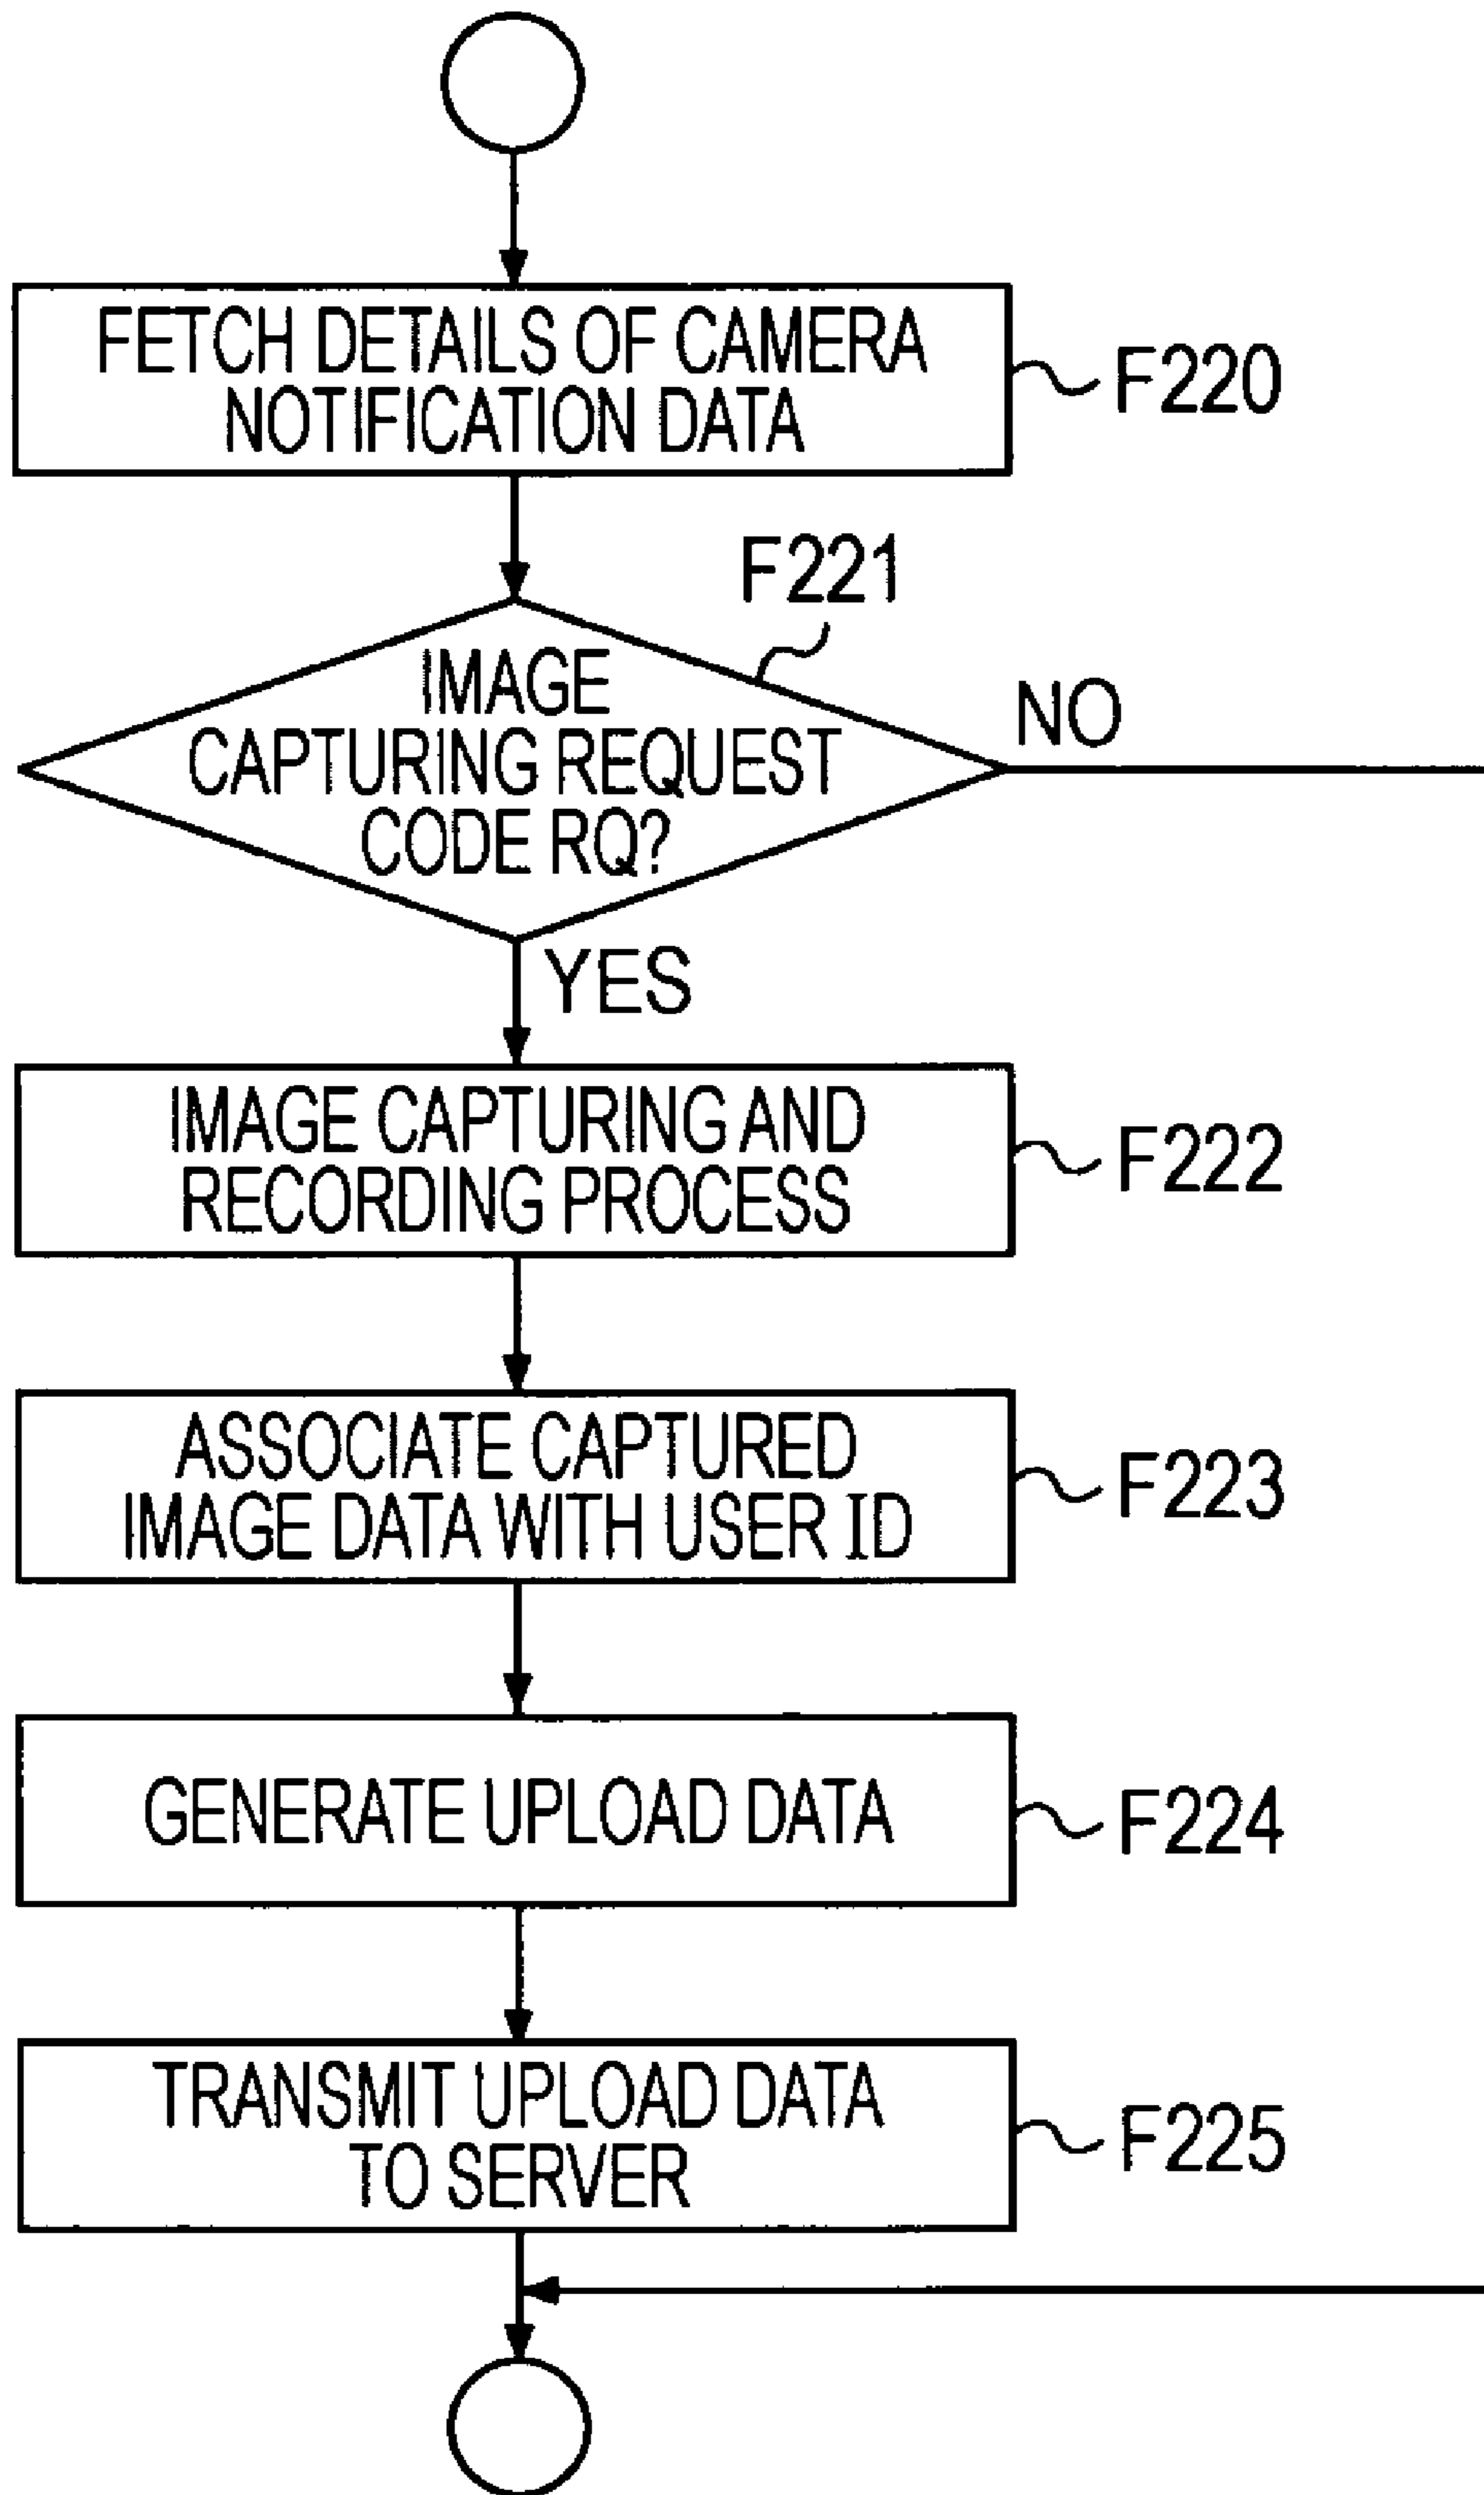 FETCH DETAILS OF CAMERA
NOTIFICATION DATA
F220
F221
IMAGE
CAPTURING REQUEST
CODE RQ?
NO
YES
IMAGE CAPTURING AND
RECORDING PROCESS
F222
ASSOCIATE CAPTURED
IMAGE DATA WITH USER ID
F223
GENERATE UPLOAD DATA
F224
TRANSMIT UPLOAD DATA
TO SERVER
F225